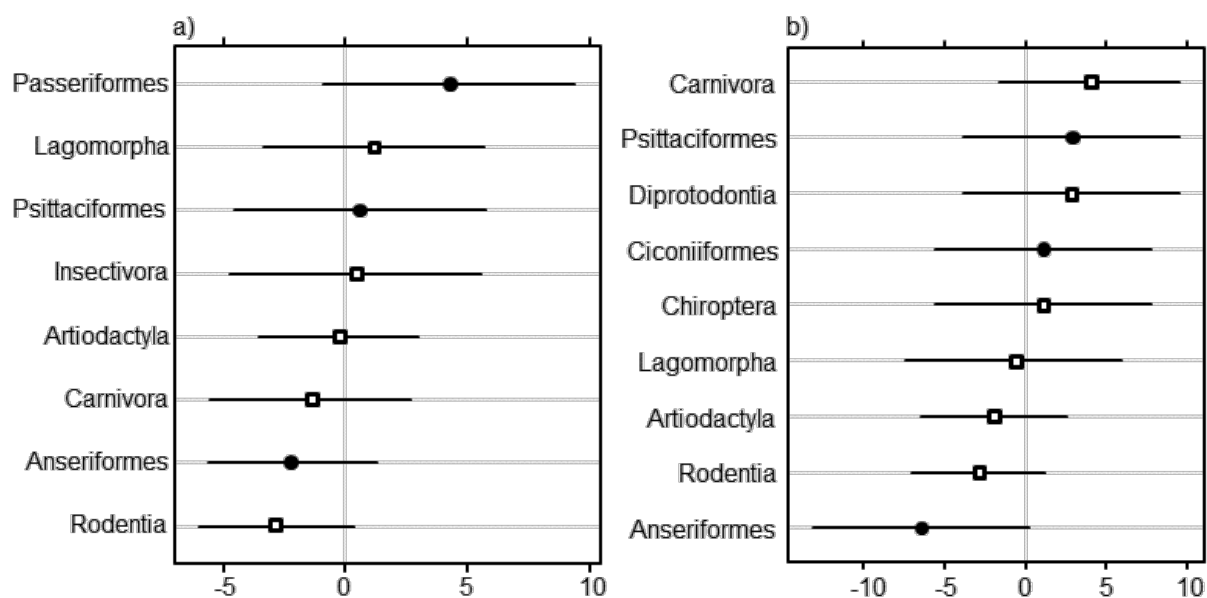 a)
Passeriformes
Lagomorpha
Psittaciformes
Insectivora
Artiodactyla
Carnivora
Anseriformes
Rodentia
-5 0 5 10
b)
Carnivora
Psittaciformes
Diprotodontia
Ciconiiformes
Chiroptera
Lagomorpha
Artiodactyla
Rodentia
Anseriformes
-10 -5 0 5 10